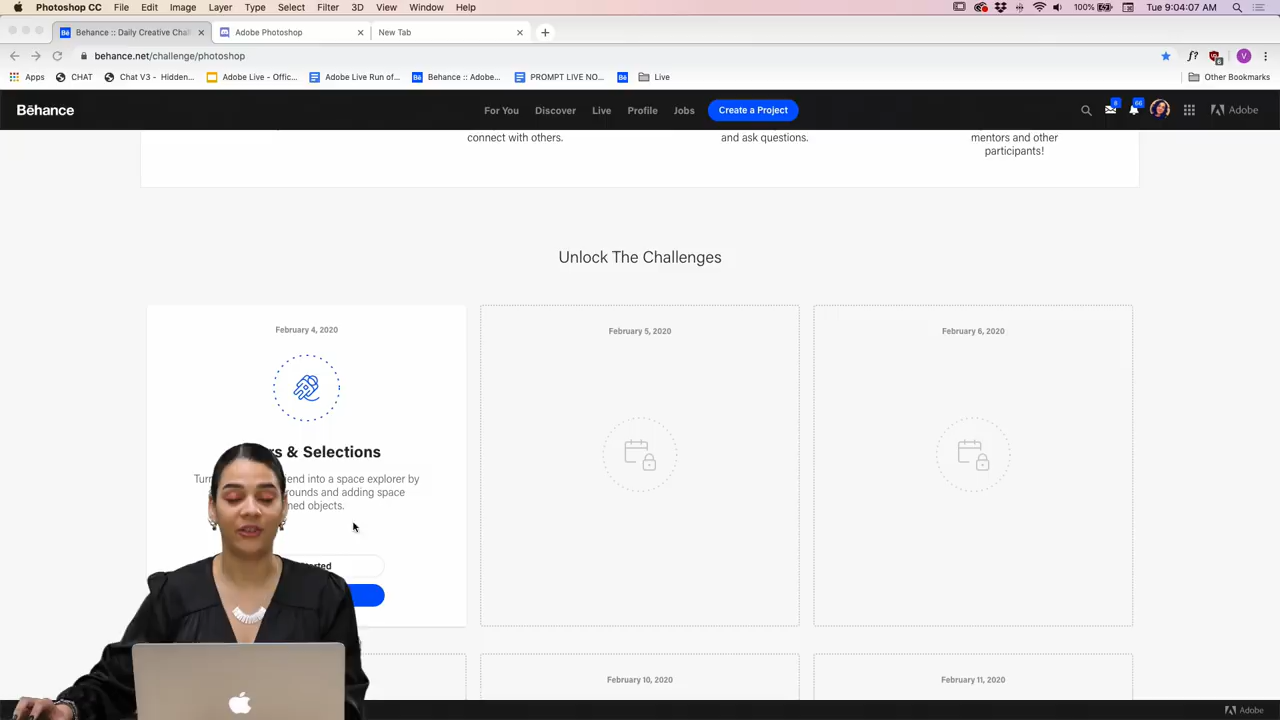 Photoshop CC File Edit Image Layer Type Select Filter 3D View Window Help 100% Tue 9:04:07 AM
Behance :: Daily Creative Chal Adobe Photoshop New Tab
behance.net/challenge/photoshop
Apps CHAT Chat V3 - Hidden... Adobe Live - Offic... Adobe Live Run of... Behance :: Adobe... PROMPT LIVE NO... Live Other Bookmarks
Bēhance For You Discover Live Profile Jobs Create a Project 8 66 Adobe
connect with others. and ask questions. mentors and other
participants!
Unlock The Challenges
February 4, 2020 February 5, 2020 February 6, 2020
& Selections
Turn end into a space explorer by
rounds and adding space
med objects.
February 10, 2020 February 11, 2020
Adobe